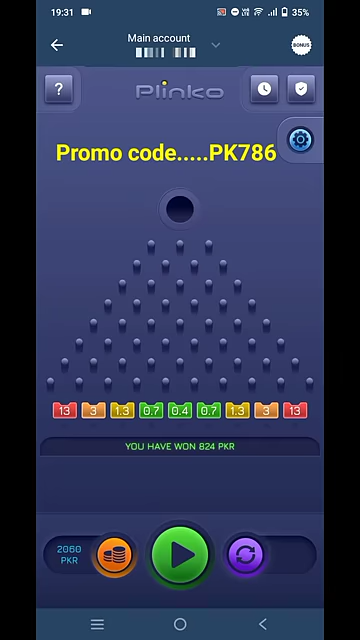 19:31
35%
Main account
BONUS
?
Plinko
Promo code.....PK786
13 3 1.3 0.7 0.4 0.7 1.3 3 13
YOU HAVE WON 824 PKR
2060
PKR